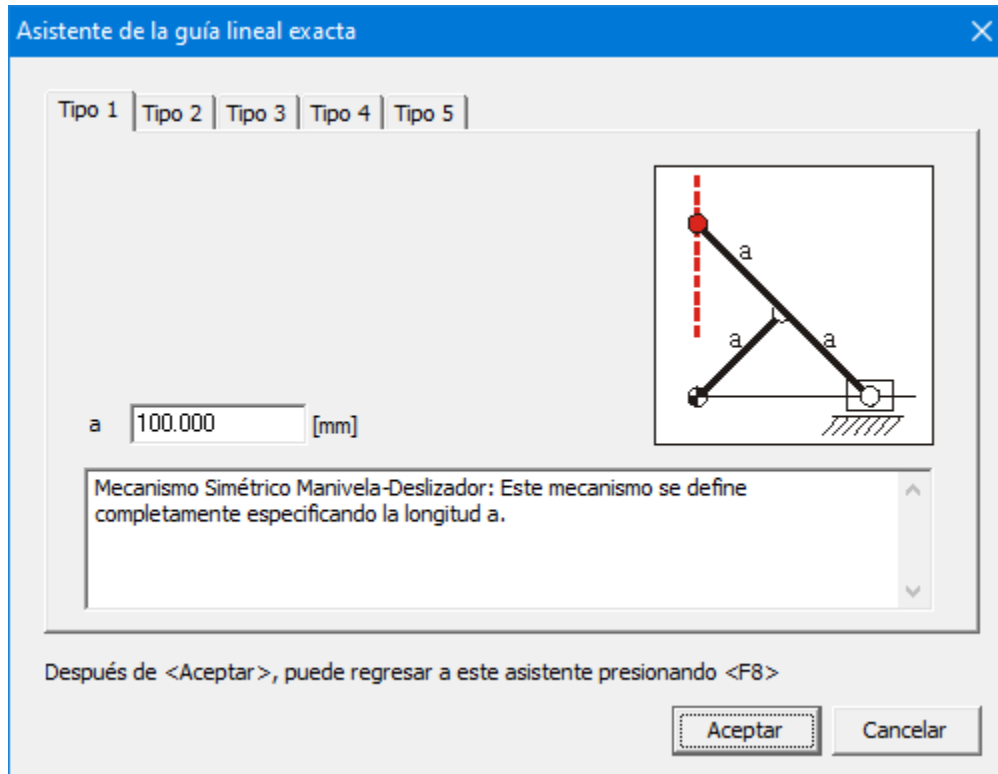 Asistente de la guía lineal exacta
Tipo 1 Tipo 2 Tipo 3 Tipo 4 Tipo 5
a
a a
a 100.000 [mm]
Mecanismo Simétrico Manivela-Deslizador: Este mecanismo se define
completamente especificando la longitud a.
Después de <Aceptar>, puede regresar a este asistente presionando <F8>
Aceptar Cancelar